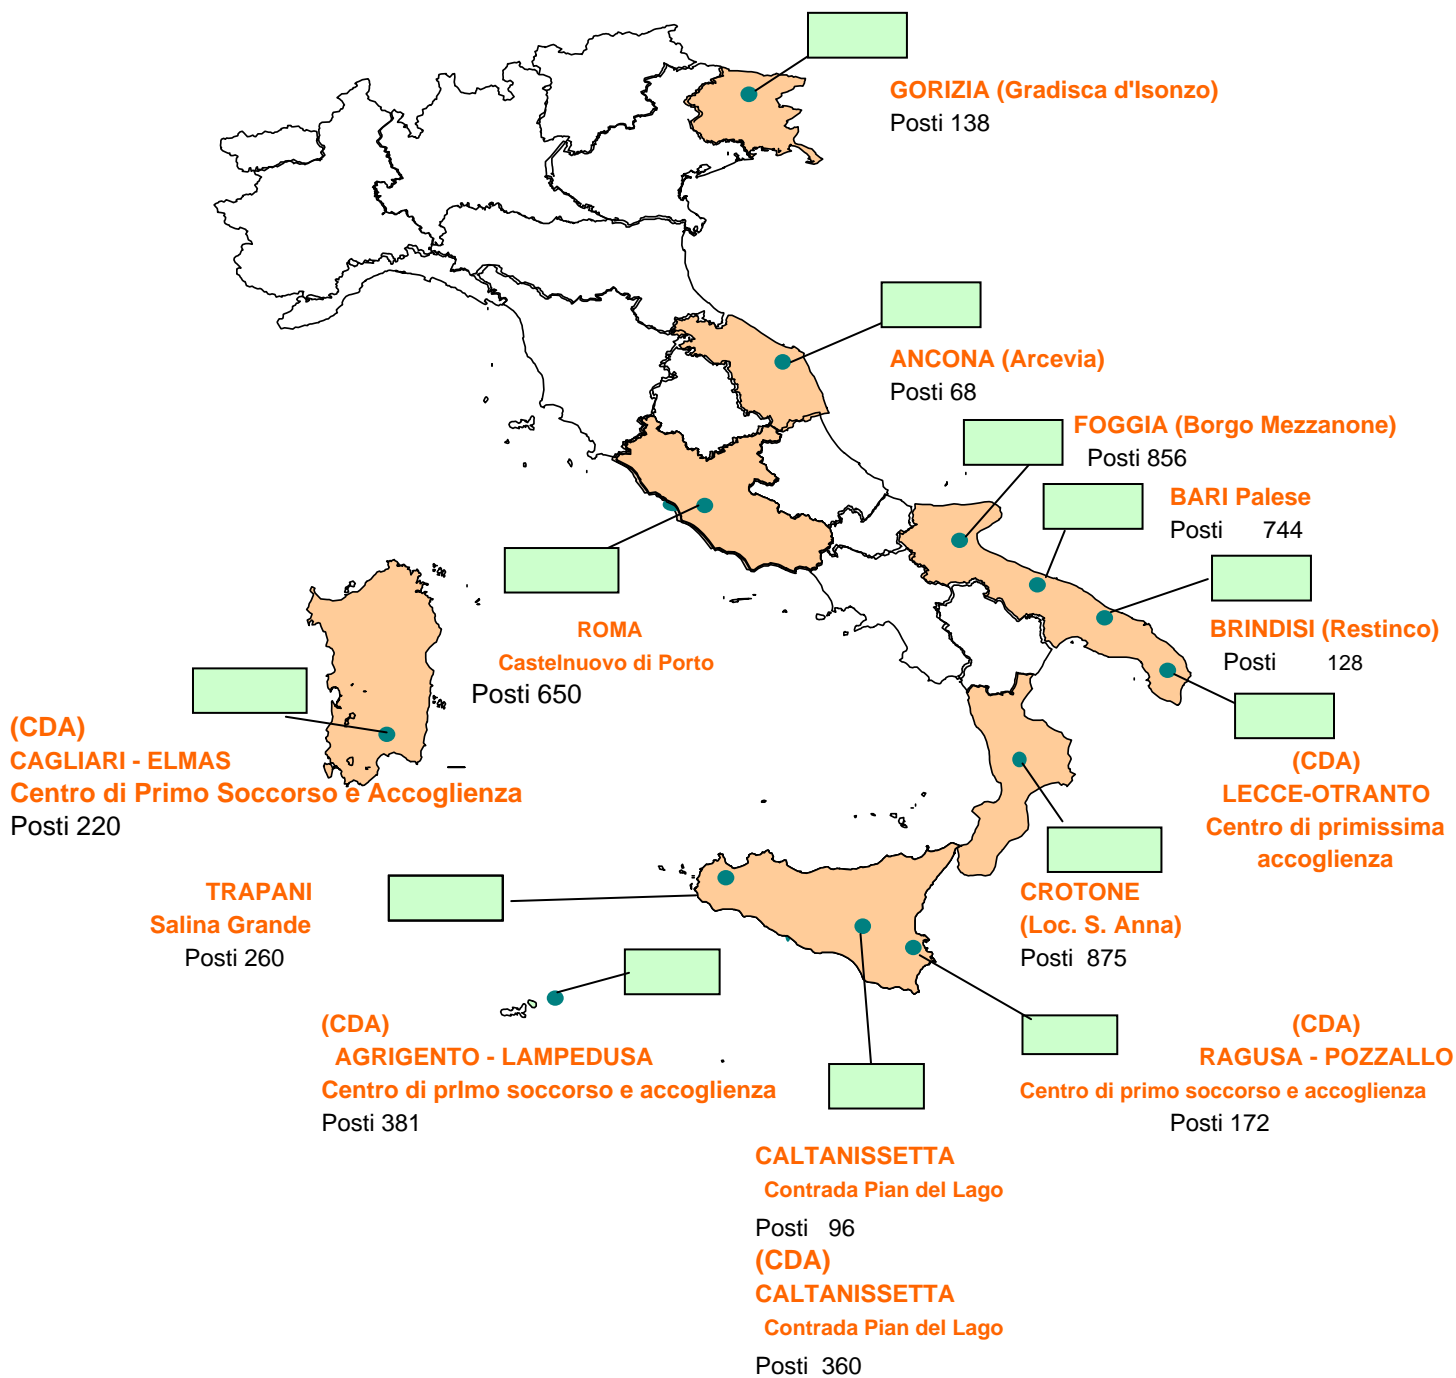 GORIZIA (Gradisca d'Isonzo)
Posti 138
ANCONA (Arcevia)
Posti 68
FOGGIA (Borgo Mezzanone)
Posti 856
BARI Palese
Posti 744
BRINDISI (Restinco)
Posti 128
ROMA
Castelnuovo di Porto
Posti 650
(CDA)
CAGLIARI - ELMAS
Centro di Primo Soccorso e Accoglienza
Posti 220
(CDA)
LECCE-OTRANTO
Centro di primissima
accoglienza
TRAPANI
Salina Grande
Posti 260
CROTONE
(Loc. S. Anna)
Posti 875
(CDA)
AGRIGENTO - LAMPEDUSA
Centro di prImo soccorso e accoglienza
Posti 381
(CDA)
RAGUSA - POZZALLO
Centro di primo soccorso e accoglienza
Posti 172
CALTANISSETTA
Contrada Pian del Lago
Posti 96
(CDA)
CALTANISSETTA
Contrada Pian del Lago
Posti 360